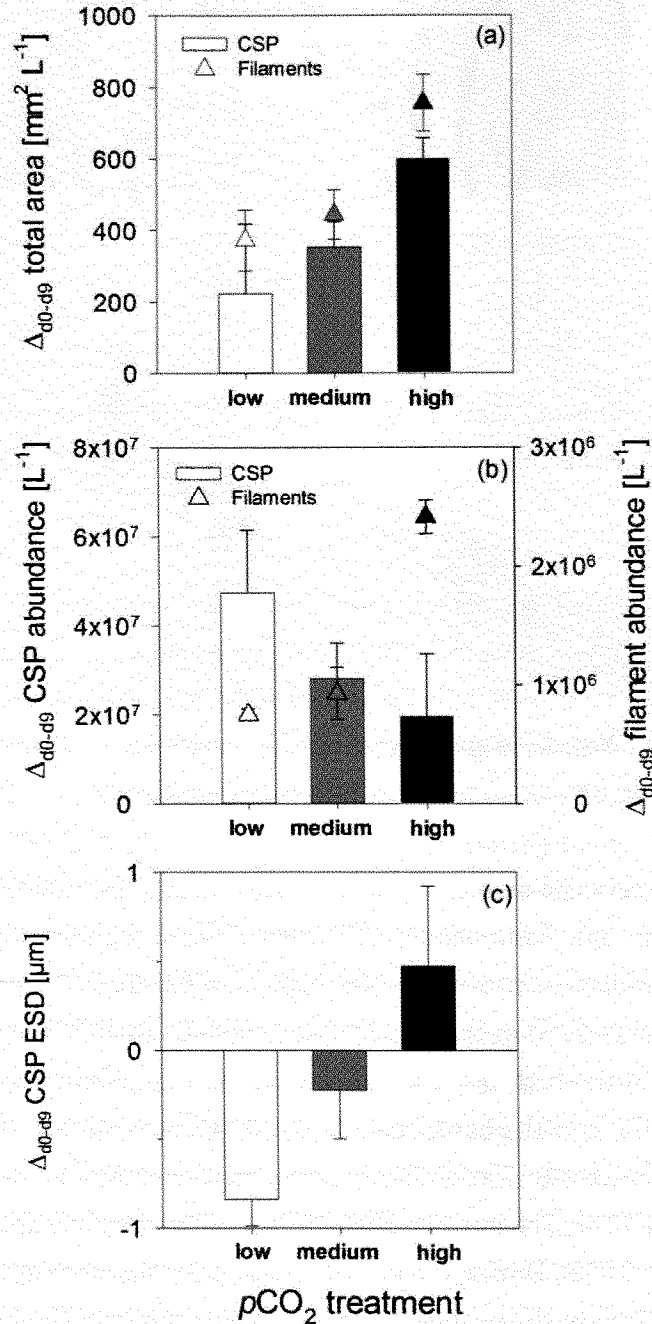 (a)
CSP
Filaments
Δd0-d9 total area [mm² L⁻¹]
1000
800
600
400
200
0
low medium high
(b)
CSP
Filaments
Δd0-d9 CSP abundance [L⁻¹]
8x10⁷
6x10⁷
4x10⁷
2x10⁷
0
3x10⁶
2x10⁶
1x10⁶
0
Δd0-d9 filament abundance [L⁻¹]
low medium high
(c)
Δd0-d9 CSP ESD [µm]
1
0
-1
low medium high
pCO₂ treatment